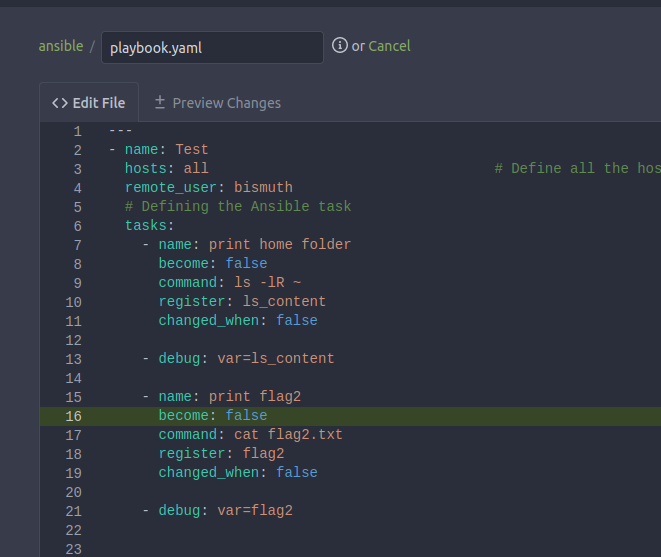 ansible / playbook.yaml or Cancel
<> Edit File Preview Changes
1 ---
2 - name: Test
3 hosts: all # Define all the hos
4 remote_user: bismuth
5 # Defining the Ansible task
6 tasks:
7 - name: print home folder
8 become: false
9 command: ls -lR ~
10 register: ls_content
11 changed_when: false
12
13 - debug: var=ls_content
14
15 - name: print flag2
16 become: false
17 command: cat flag2.txt
18 register: flag2
19 changed_when: false
20
21 - debug: var=flag2
22
23